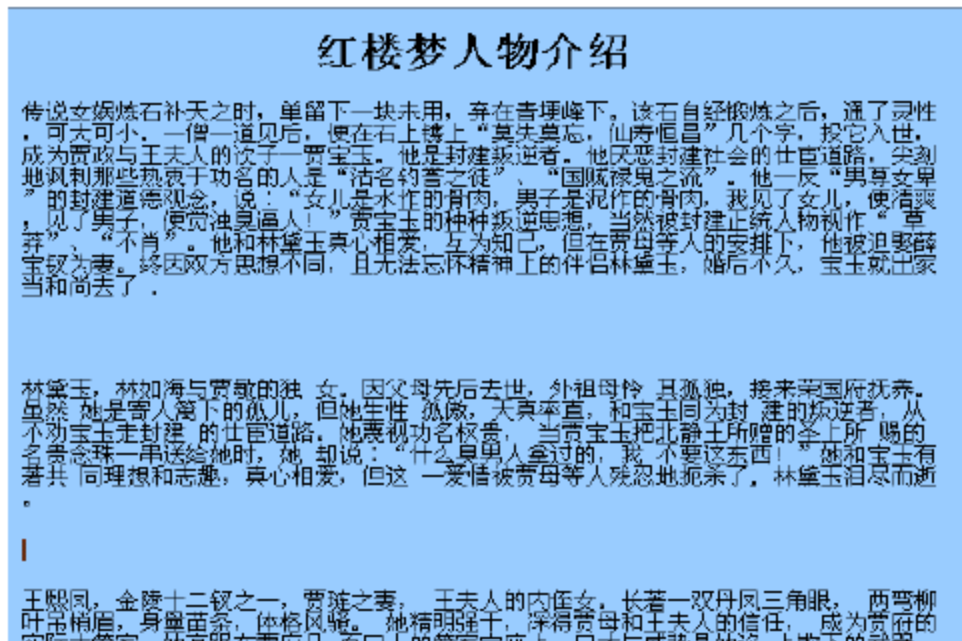 红楼梦人物介绍
传说女娲炼石补天之时，单留下一块未用，弃在青埂峰下。该石自经锻炼之后，通了灵性
，可大可小。一僧一道见后，便在石上镌上“莫失莫忘，仙寿恒昌”几个字，投它入世，
成为贾政与王夫人的次子—贾宝玉。他是封建叛逆者。他厌恶封建社会的仕宦道路，尖刻
地讽刺那些热衷于功名的人是“沽名钓誉之徒”、“国贼禄鬼之流”。他一反“男尊女卑
”的封建道德观念，说：“女儿是水作的骨肉，男子是泥作的骨肉，我见了女儿，便清爽
，见了男子，便觉浊臭逼人！”贾宝玉的种种叛逆思想，当然被封建正统人物视作“ 草
莽”、“不肖”。他和林黛玉真心相爱，互为知己，但在贾母等人的安排下，他被迫娶薛
宝钗为妻。终因双方思想不同，且无法忘怀精神上的伴侣林黛玉，婚后不久，宝玉就出家
当和尚去了 .
林黛玉，林如海与贾敏的独 女。因父母先后去世，外祖母怜 其孤独，接来荣国府抚养。
虽然 她是寄人篱下的孤儿，但她生性 孤傲，天真率直，和宝玉同为封 建的叛逆者，从
不劝宝玉走封建 的仕宦道路。她蔑视功名权贵， 当贾宝玉把北静王所赠的圣上所 赐的
名贵念珠一串送给她时，她 却说：“什么臭男人拿过的，我 不要这东西！”她和宝玉有
着共 同理想和志趣，真心相爱，但这 一爱情被贾母等人残忍地扼杀了，林黛玉泪尽而逝
。
王熙凤，金陵十二钗之一，贾琏之妻， 王夫人的内侄女。长着一双丹凤三角眼， 两弯柳
叶吊梢眉，身量苗条，体格风骚。 她精明强干，深得贾母和王夫人的信任， 成为贾府的